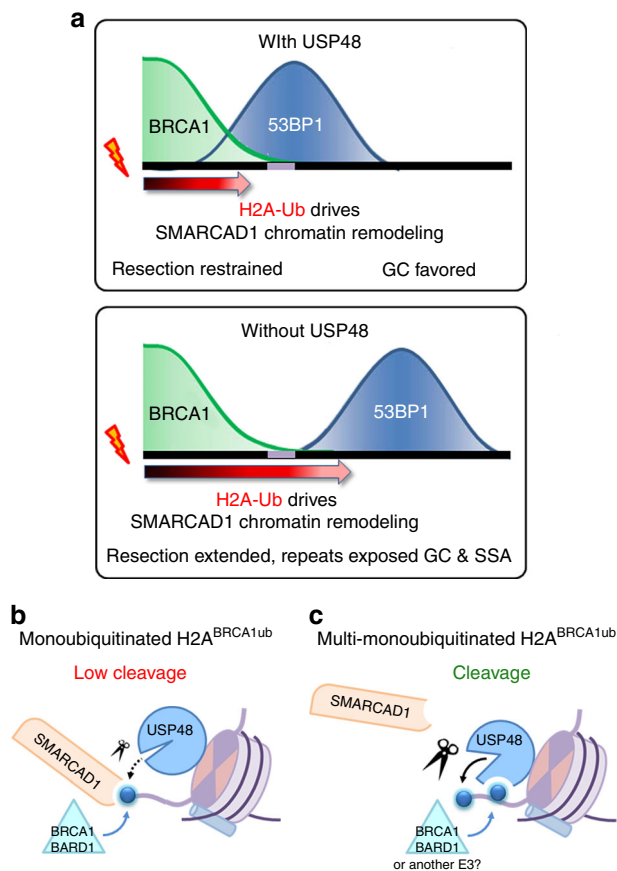 a
WIth USP48
BRCA1
53BP1
H2A-Ub drives
SMARCAD1 chromatin remodeling
Resection restrained
GC favored
Without USP48
BRCA1
53BP1
H2A-Ub drives
SMARCAD1 chromatin remodeling
Resection extended, repeats exposed GC & SSA
b
Monoubiquitinated H2A^BRCA1ub
Low cleavage
SMARCAD1
USP48
BRCA1
BARD1
c
Multi-monoubiquitinated H2A^BRCA1ub
Cleavage
SMARCAD1
USP48
BRCA1
BARD1
or another E3?